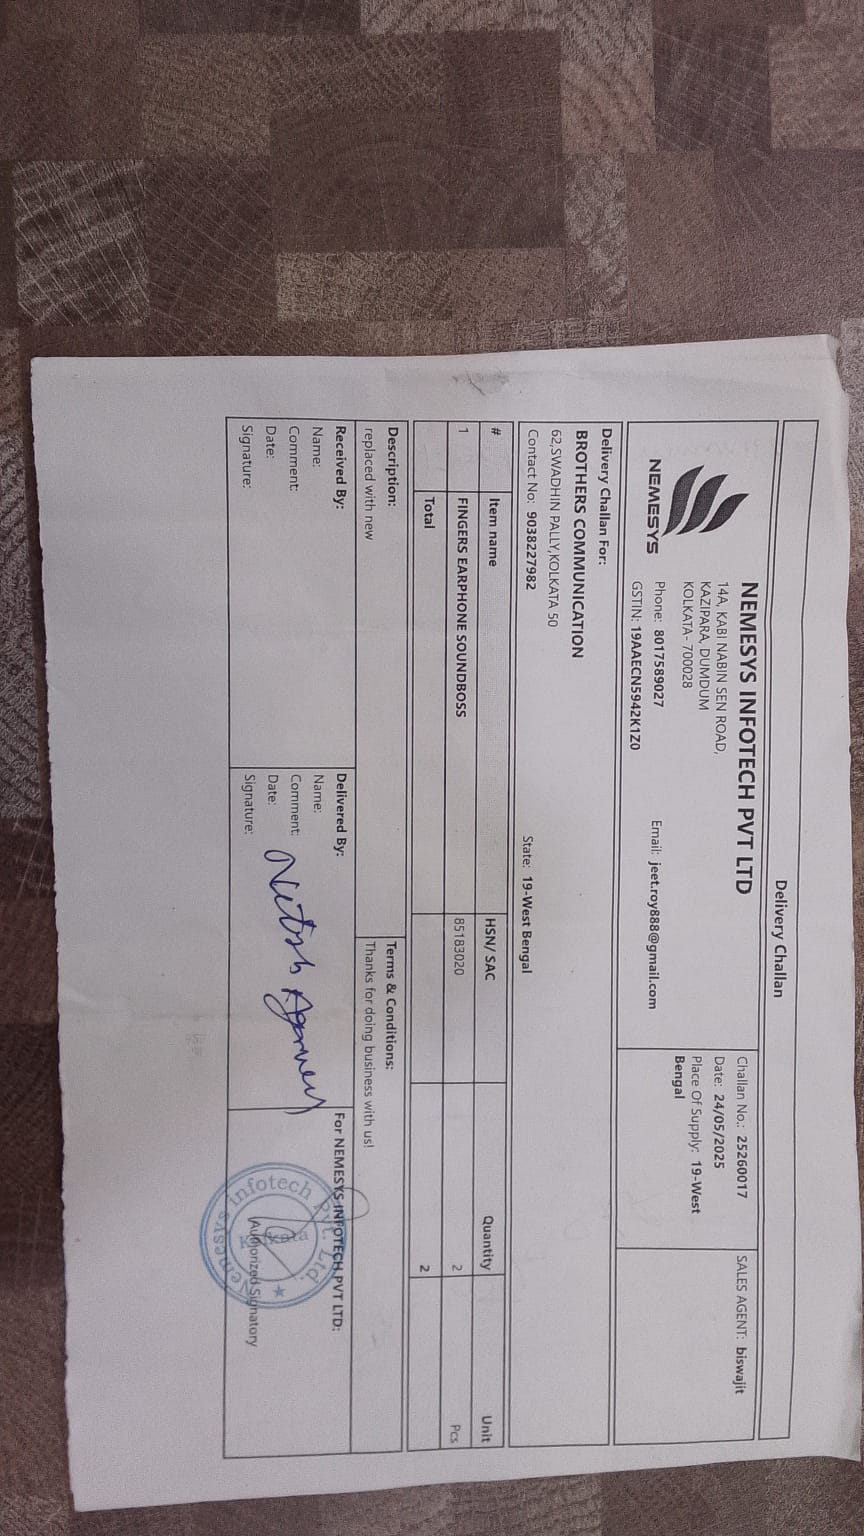 Delivery Challan
NEMESYS
NEMESYS INFOTECH PVT LTD
14A, KABI NABIN SEN ROAD,
KAZIPARA, DUMDUM
KOLKATA- 700028
Phone: 8017589027 Email: jeet.roy888@gmail.com
GSTIN: 19AAECN5942K1Z0
Challan No.: 25260017
Date: 24/05/2025
Place Of Supply: 19-West
Bengal
SALES AGENT: biswajit
Delivery Challan For:
BROTHERS COMMUNICATION
62,SWADHIN PALLY,KOLKATA 50
Contact No: 9038227982 State: 19-West Bengal
# Item name HSN/ SAC Quantity Unit
1 FINGERS EARPHONE SOUNDBOSS 85183020 2 Pcs
Total 2
Description:
replaced with new
Terms & Conditions:
Thanks for doing business with us!
Received By:
Name:
Comment:
Date:
Signature:
Delivered By:
Name:
Comment:
Date:
Signature:
For NEMESYS INFOTECH PVT LTD:
Nemesys Infotech Pvt. Ltd.
Kolkata
Authorized Signatory